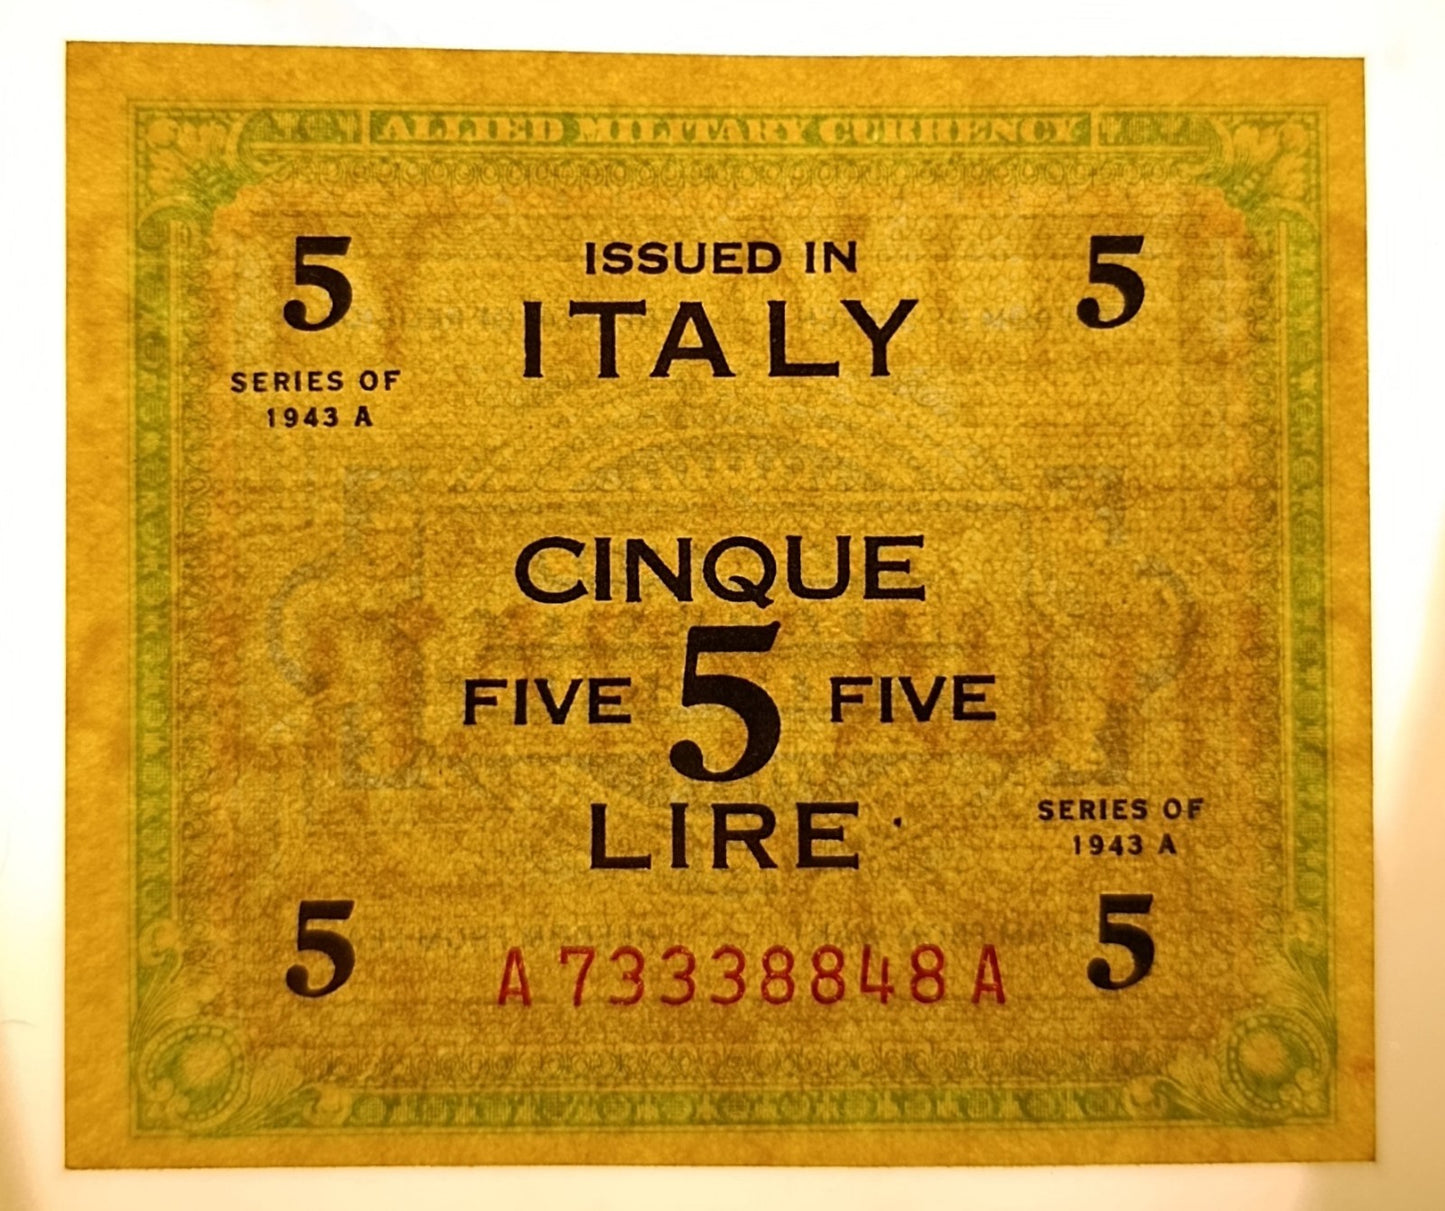 ALLIED MILITARY CURRENCY
5 ISSUED IN 5
ITALY
SERIES OF
1943 A
CINQUE
FIVE 5 FIVE
LIRE
SERIES OF
1943 A
5 A73338848A 5